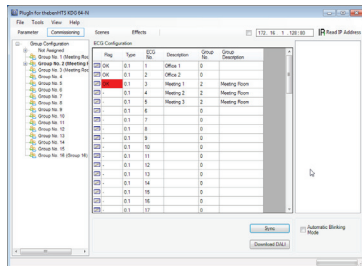 PlugIn for theben HTS KDG 64-N
File Tools View Help
Parameter Commissioning Scenes Effects 172. 16 1 128 : 80 Read IP Address
Group Configuration
Not Assigned
Group No. 1 (Meeting Roo
Group No. 2 (Meeting R
Group No. 3 (Meeting Roo
Group No. 4
Group No. 5
Group No. 6
Group No. 7
Group No. 8
Group No. 9
Group No. 10
Group No. 11
Group No. 12
Group No. 13
Group No. 14
Group No. 15
Group No. 16 (Group 16)
ECG Configuration
Flag Type ECG No. Description Group No. Group Description
OK 0.1 1 Office 1 0
OK 0.1 2 Office 2 0
OK 0.1 3 Meeting 1 2 Meeting Room
- 0.1 4 Meeting 2 2 Meeting Room
- 0.1 5 Meeting 3 2 Meeting Room
- 0.1 6 0
- 0.1 7 0
- 0.1 8 0
- 0.1 9 0
- 0.1 10 0
- 0.1 11 0
- 0.1 12 0
- 0.1 13 0
- 0.1 14 0
- 0.1 15 0
- 0.1 16 0
- 0.1 17 0
Sync
Download DALI
Automatic Blinking
Mode